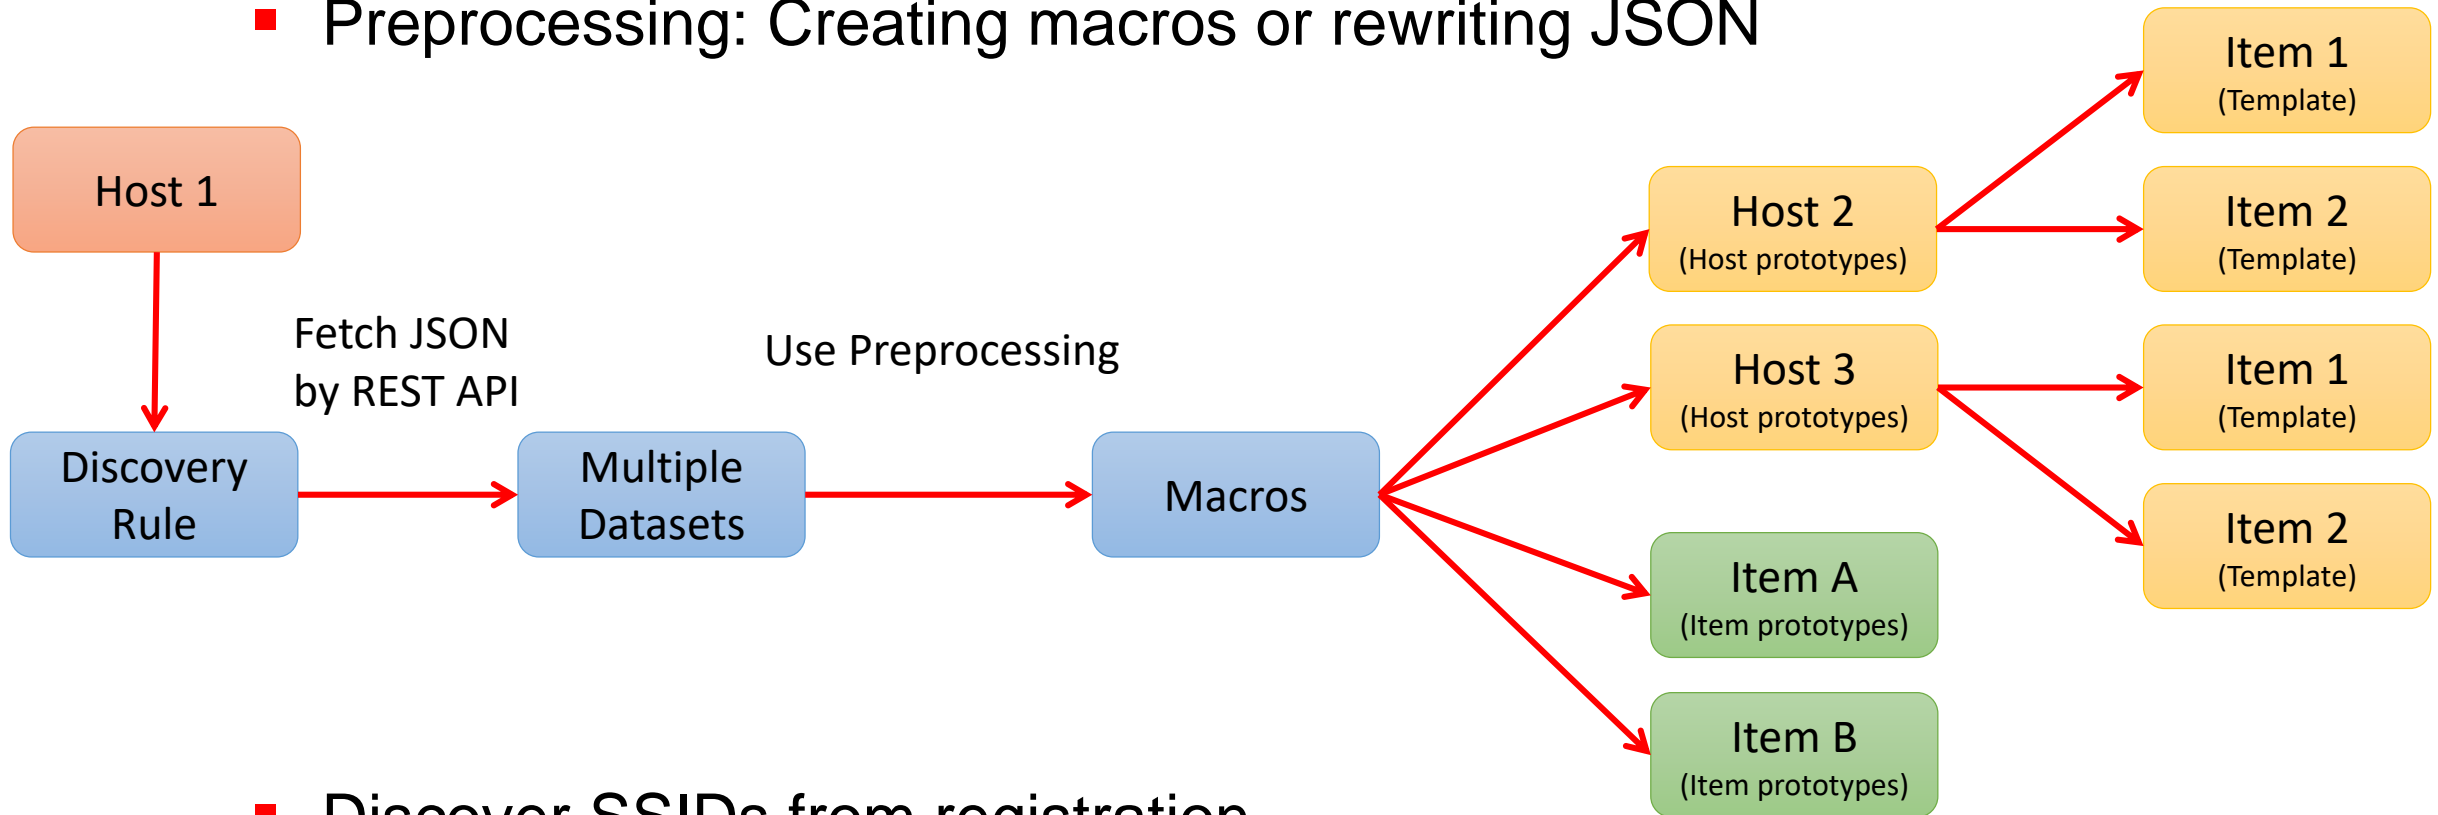 Preprocessing: Creating macros or rewriting JSON
Host 1
Fetch JSON
by REST API
Use Preprocessing
Discovery
Rule
Multiple
Datasets
Macros
Host 2
(Host prototypes)
Host 3
(Host prototypes)
Item A
(Item prototypes)
Item B
(Item prototypes)
Item 1
(Template)
Item 2
(Template)
Item 1
(Template)
Item 2
(Template)
Discover SSIDs from registration